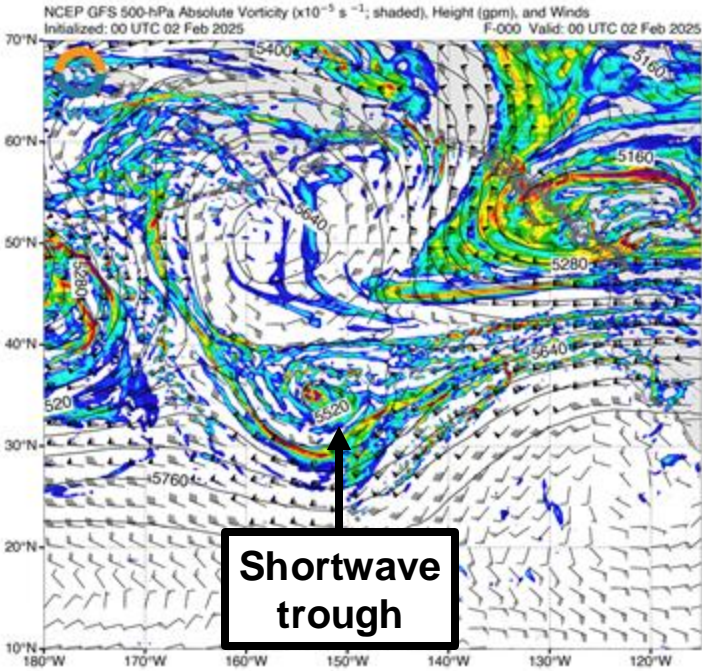 NCEP GFS 500-hPa Absolute Vorticity (x10⁻⁵ s ⁻¹; shaded), Height (gpm), and Winds
Initialized: 00 UTC 02 Feb 2025 F-000 Valid: 00 UTC 02 Feb 2025
70°N
5400
5160
60°N
5160
5640
50°N
5280
5280
40°N
5640
520
5520
30°N
5760
20°N
Shortwave
trough
10°N
180°W 170°W 160°W 150°W 140°W 130°W 120°W